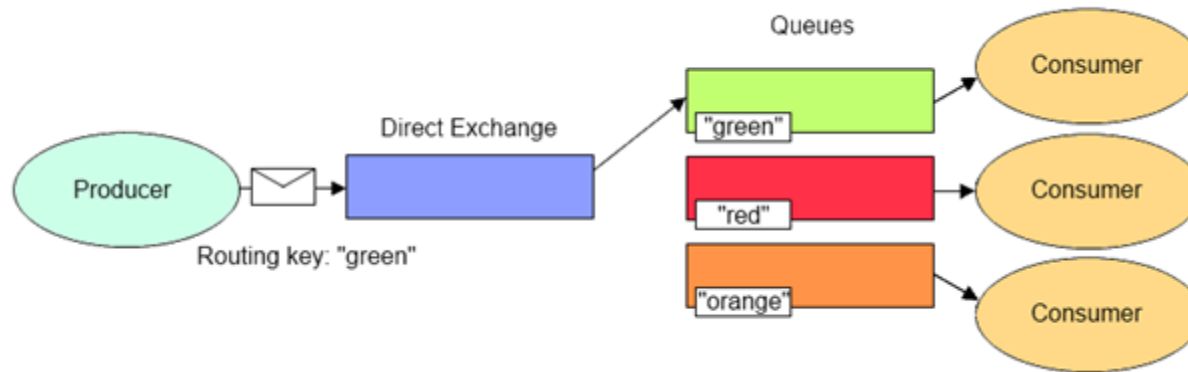 Queues
Consumer
"green"
Direct Exchange
Producer
Routing key: "green"
Consumer
"red"
Consumer
"orange"